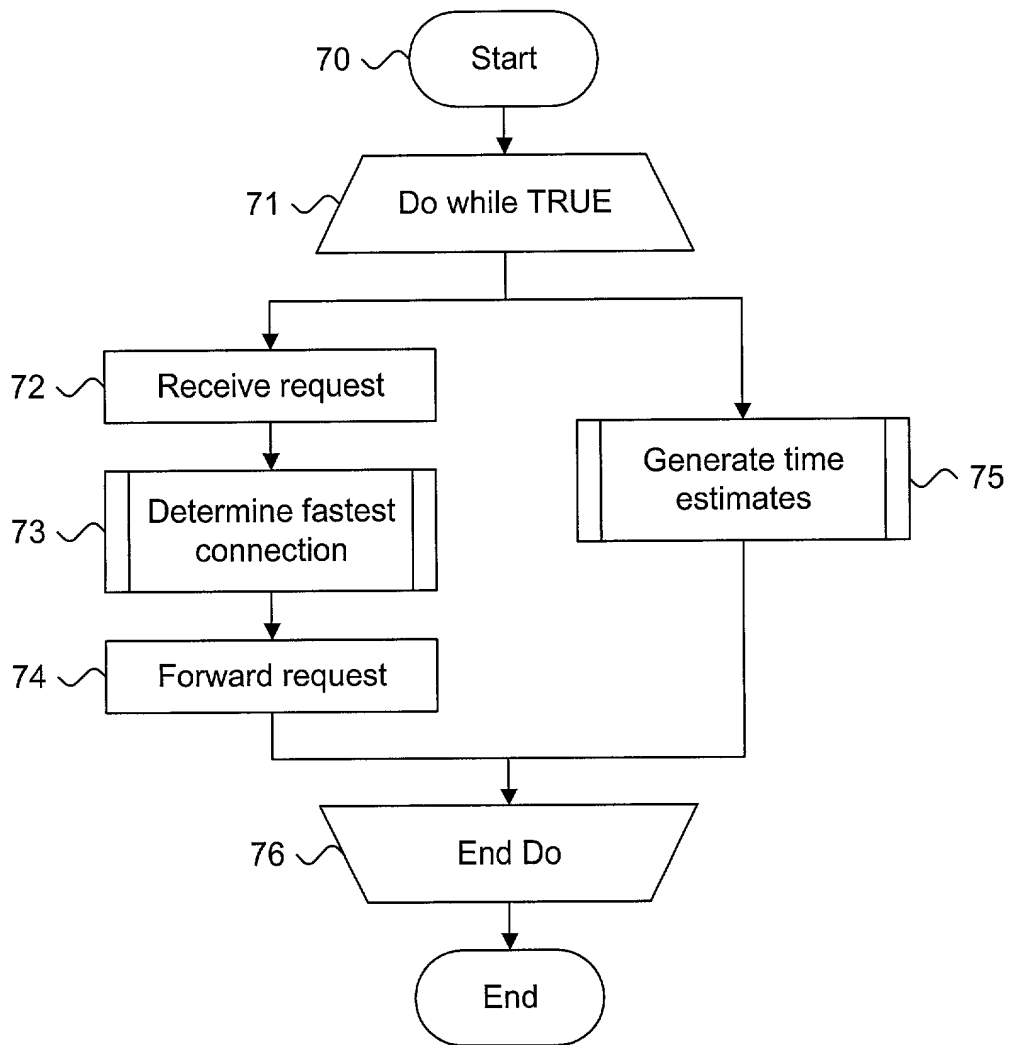 70 Start
71 Do while TRUE
72 Receive request
73 Determine fastest
connection
74 Forward request
Generate time
estimates 75
76 End Do
End